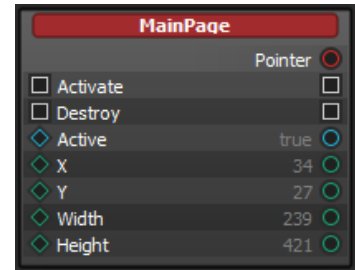 MainPage
Pointer
Activate
Destroy
Active true
X 34
Y 27
Width 239
Height 421